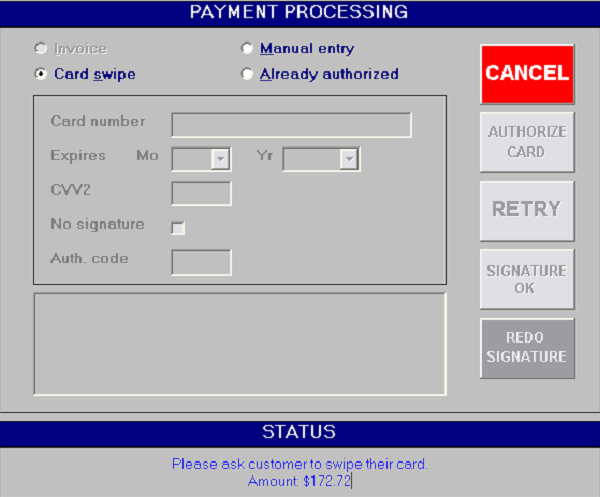 PAYMENT PROCESSING
Invoice
Manual entry
Card swipe
Already authorized
CANCEL
Card number
AUTHORIZE
CARD
Expires Mo Yr
CVV2
RETRY
No signature
Auth. code
SIGNATURE
OK
REDO
SIGNATURE
STATUS
Please ask customer to swipe their card.
Amount: $172.72